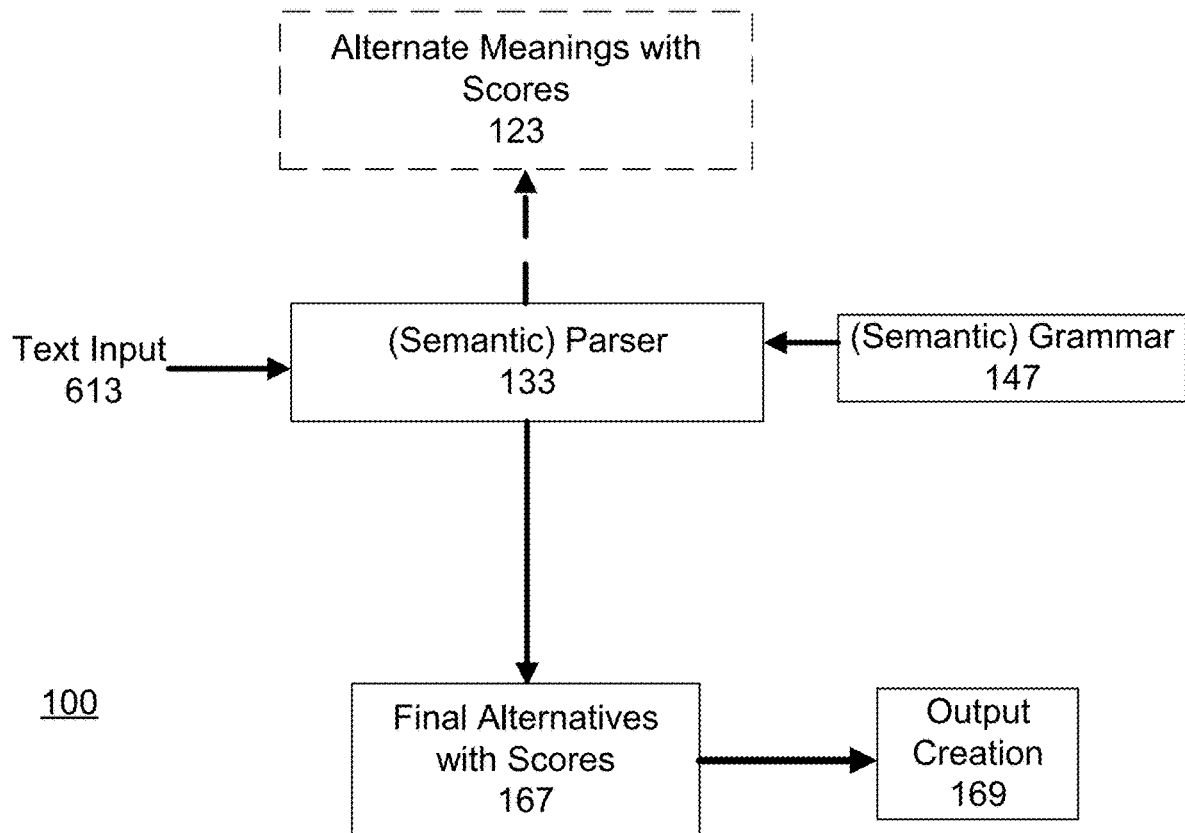 Alternate Meanings with
Scores
123
Text Input
613
(Semantic) Parser
133
(Semantic) Grammar
147
100
Final Alternatives
with Scores
167
Output
Creation
169